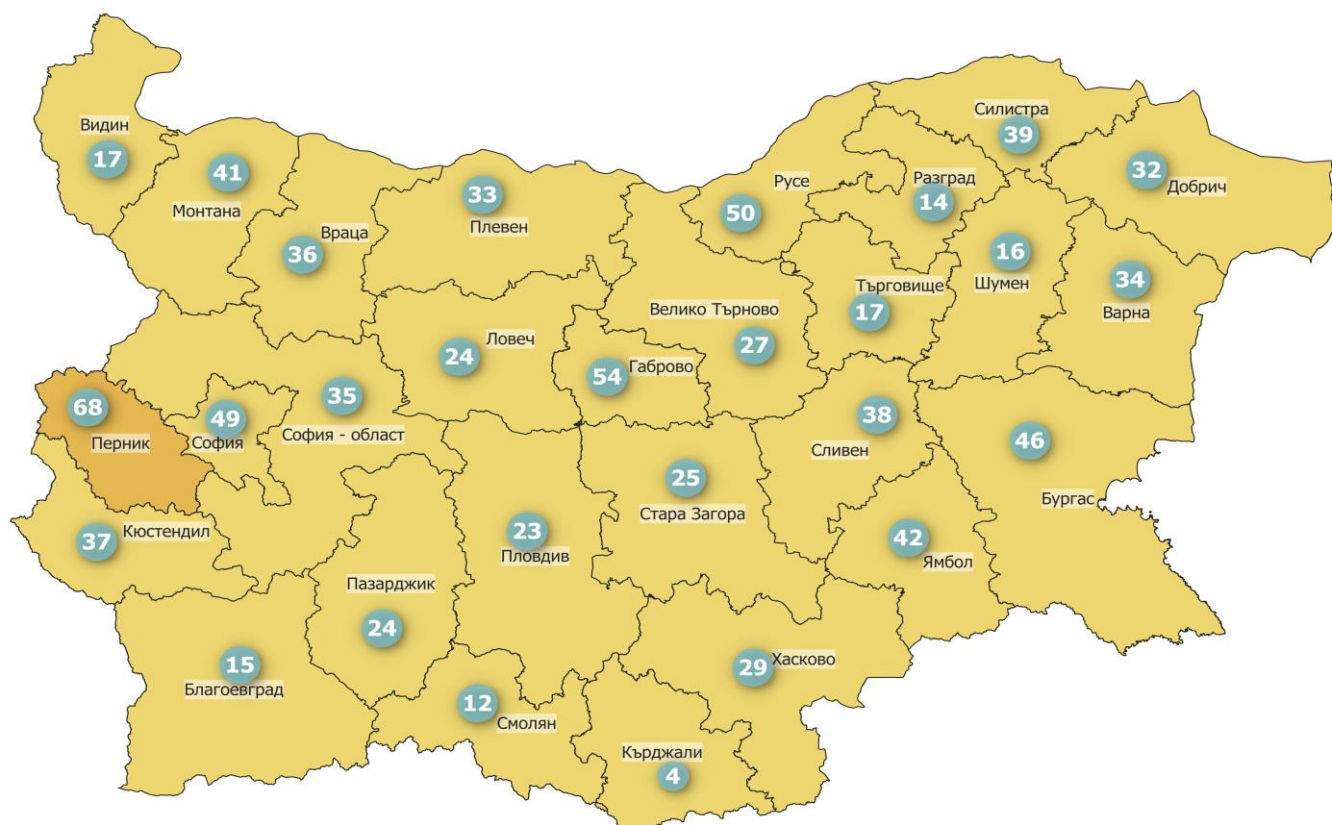 Видин
17
41
Монтана
36
Враца
33
Плевен
Русе
50
Силистра
39
Разград
14
32
Добрич
16
Шумен
34
Варна
Търговище
17
Велико Търново
27
Ловеч
24
54
Габрово
68
Перник
49
София
35
София - област
38
Сливен
46
Бургас
25
Стара Загора
37
Кюстендил
23
Пловдив
42
Ямбол
Пазарджик
24
15
Благоевград
12
Смолян
29
Хасково
Кърджали
4